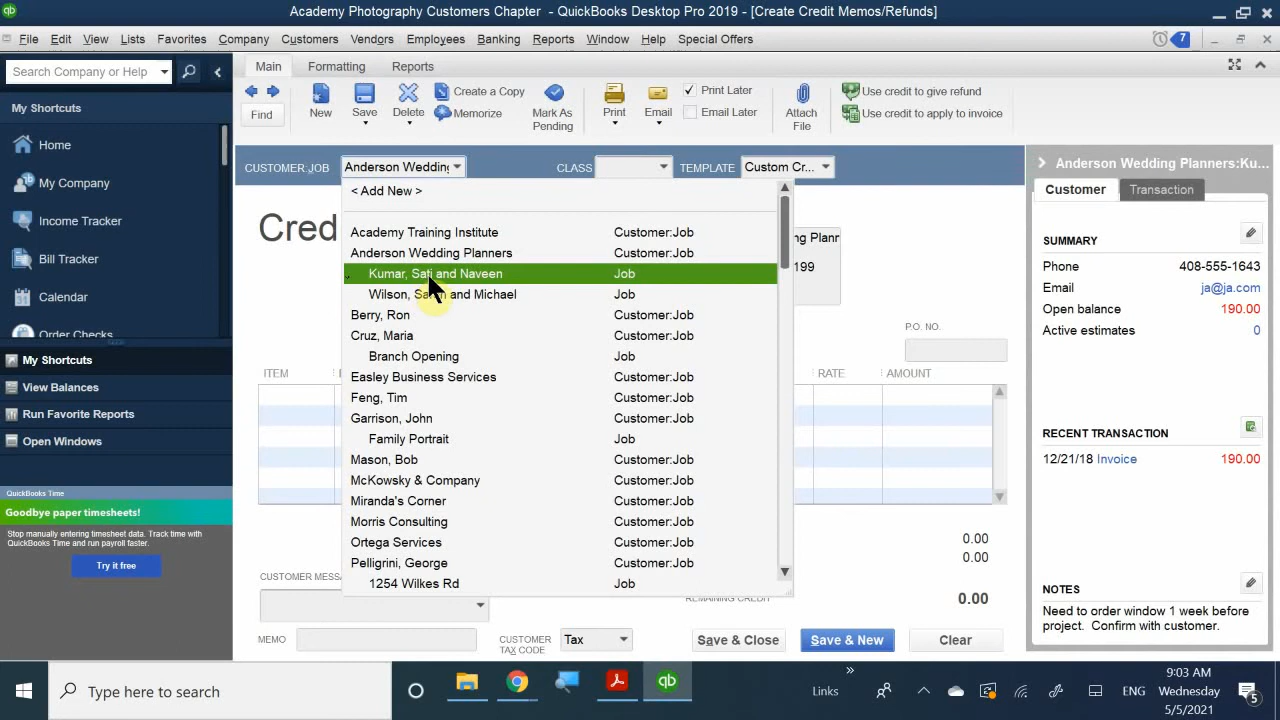 Academy Photography Customers Chapter - QuickBooks Desktop Pro 2019 - [Create Credit Memos/Refunds]
File Edit View Lists Favorites Company Customers Vendors Employees Banking Reports Window Help Special Offers 7
Search Company or Help
Main Formatting Reports
My Shortcuts
Home
My Company
Income Tracker
Bill Tracker
Calendar
Order Checks
My Shortcuts
View Balances
Run Favorite Reports
Open Windows
QuickBooks Time
Goodbye paper timesheets!
Stop manually entering timesheet data. Track time with
QuickBooks Time and run payroll faster.
Try it free
Find
New
Save
Delete
Create a Copy
Memorize
Mark As
Pending
Print
Email
Print Later
Email Later
Attach
File
Use credit to give refund
Use credit to apply to invoice
CUSTOMER:JOB Anderson Wedding CLASS TEMPLATE Custom Cr...
Cred
< Add New >
Academy Training Institute Customer:Job
Anderson Wedding Planners Customer:Job
Kumar, Sati and Naveen Job
Wilson, Sarah and Michael Job
Berry, Ron Customer:Job
Cruz, Maria Customer:Job
Branch Opening Job
Easley Business Services Customer:Job
Feng, Tim Customer:Job
Garrison, John Customer:Job
Family Portrait Job
Mason, Bob Customer:Job
McKowsky & Company Customer:Job
Miranda's Corner Customer:Job
Morris Consulting Customer:Job
Ortega Services Customer:Job
Pelligrini, George Customer:Job
1254 Wilkes Rd Job
ng Plann
199
P.O. NO.
ITEM RATE AMOUNT
0.00
0.00
CUSTOMER MESSA
REMAINING CREDIT 0.00
MEMO
CUSTOMER
TAX CODE
Tax
Save & Close
Save & New
Clear
Anderson Wedding Planners:Ku...
Customer Transaction
SUMMARY
Phone 408-555-1643
Email ja@ja.com
Open balance 190.00
Active estimates 0
RECENT TRANSACTION
12/21/18 Invoice 190.00
NOTES
Need to order window 1 week before
project. Confirm with customer.
Type here to search
Links
ENG
9:03 AM
Wednesday
5/5/2021
5